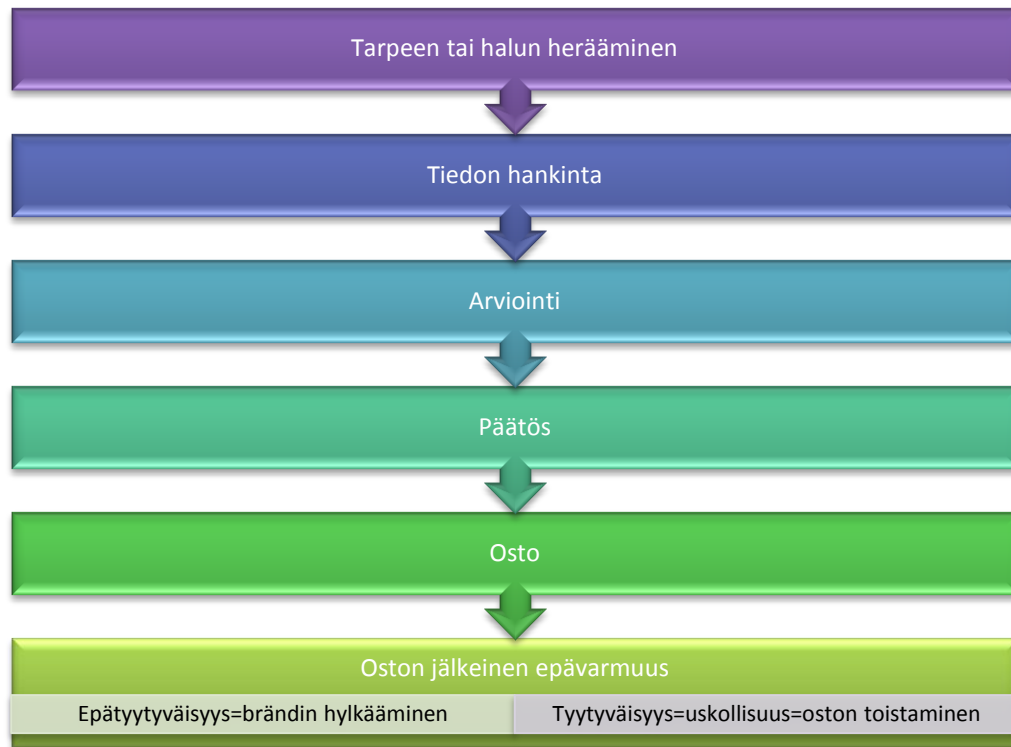 Tarpeen tai halun herääminen
Tiedon hankinta
Arviointi
Päätös
Osto
Oston jälkeinen epävarmuus
Epätyytyväisyys=brändin hylkääminen
Tyytyväisyys=uskollisuus=oston toistaminen